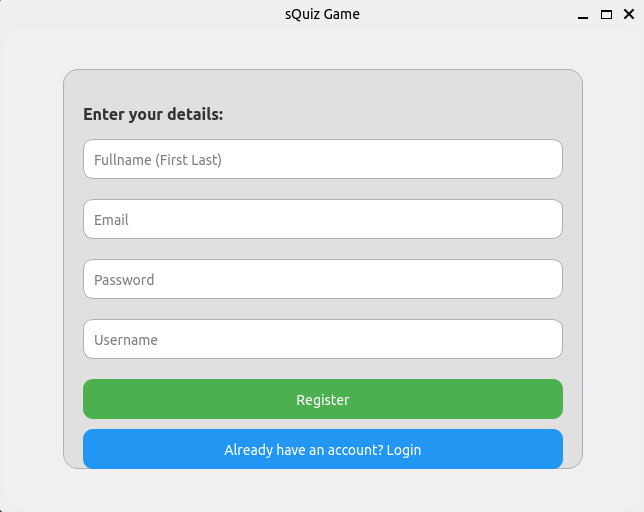 sQuiz Game
Enter your details:
Fullname (First Last)
Email
Password
Username
Register
Already have an account? Login